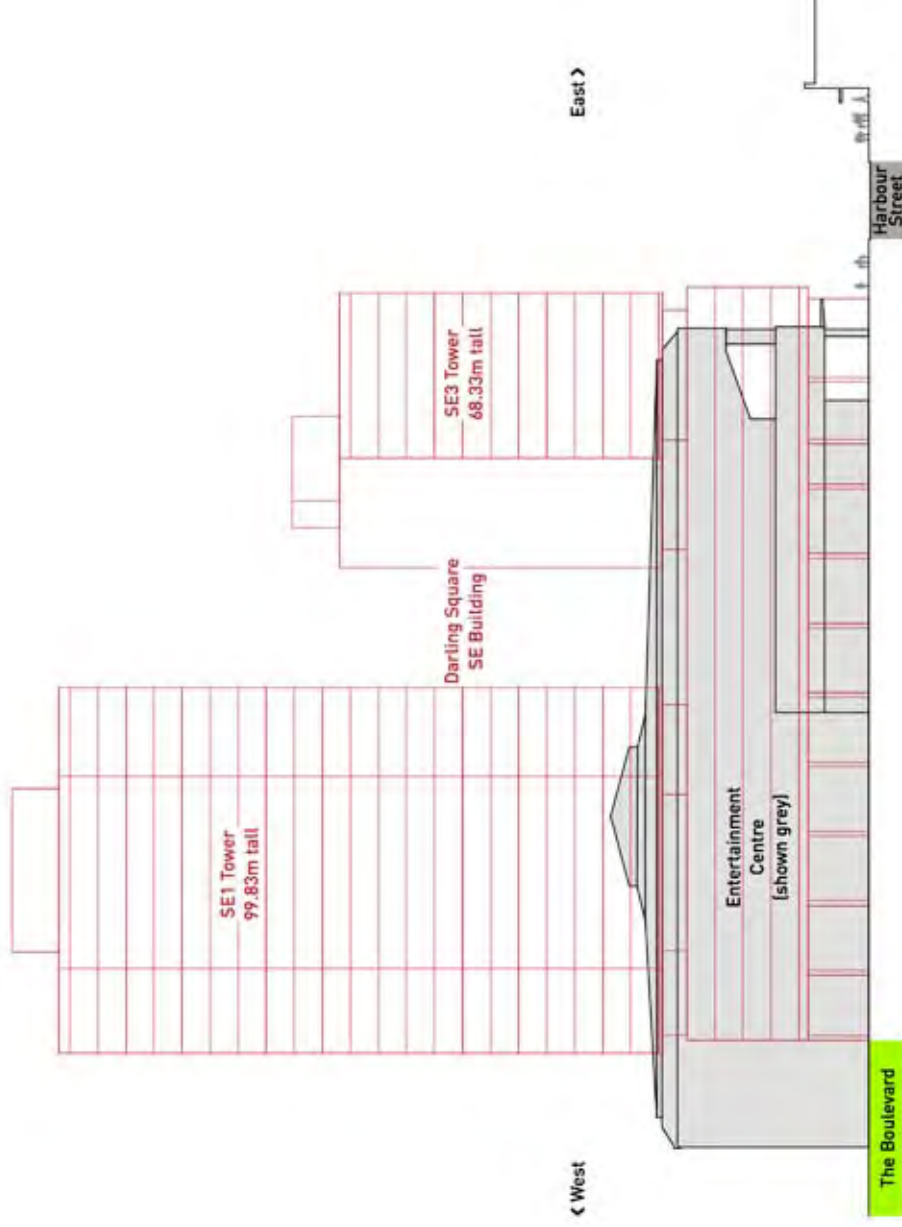 SE1 Tower
99.83m tall
Darling Square
SE Building
SE3 Tower
68.33m tall
‹ West
East ›
Entertainment
Centre
(shown grey)
The Boulevard
Harbour
Street